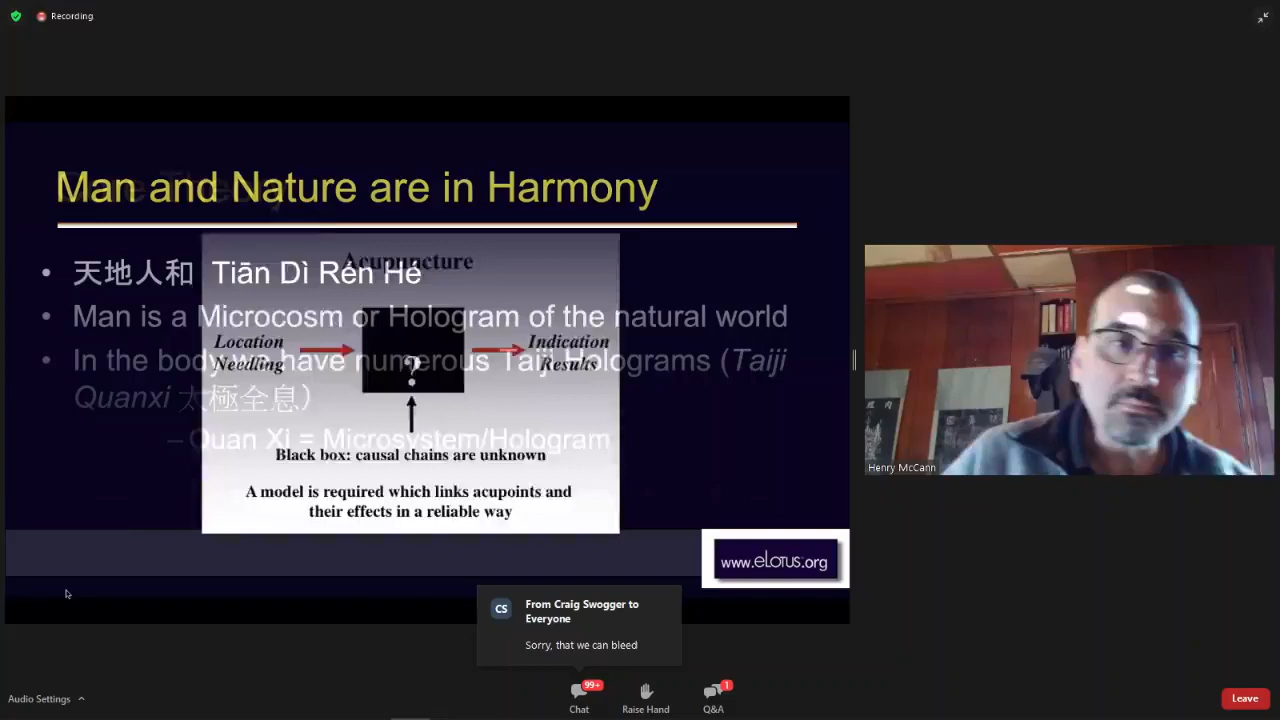 Recording
Man and Nature are in Harmony
Acupuncture
• 天地人和 Tiān Dì Rén Hé
• Man is a Microcosm or Hologram of the natural world
Location
Needling
?
Indication
Results
• In the body we have numerous Taiji Holograms (Taiji
Quanxi 太極全息)
– Quan Xi = Microsystem/Hologram
Black box: causal chains are unknown
A model is required which links acupoints and
their effects in a reliable way
www.eLotus.org
Henry McCann
CS
From Craig Swogger to
Everyone
Sorry, that we can bleed
Audio Settings
99+
Chat
Raise Hand
1
Q&A
Leave